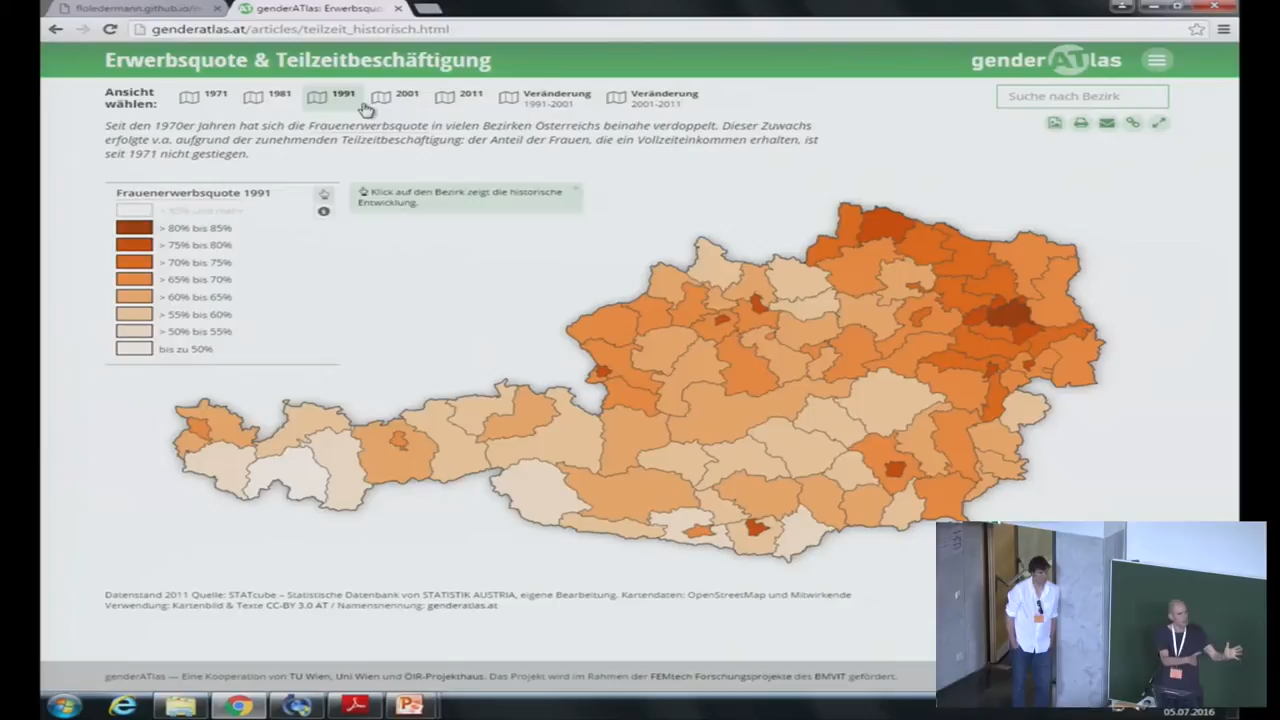 floledermann.github.io/m
genderATlas: Erwerbsquo
genderatlas.at/articles/teilzeit_historisch.html
Erwerbsquote & Teilzeitbeschäftigung
genderATlas
Ansicht wählen:
1971
1981
1991
2001
2011
Veränderung
1991-2001
Veränderung
2001-2011
Suche nach Bezirk
Seit den 1970er Jahren hat sich die Frauenerwerbsquote in vielen Bezirken Österreichs beinahe verdoppelt. Dieser Zuwachs
erfolgte v.a. aufgrund der zunehmenden Teilzeitbeschäftigung: der Anteil der Frauen, die ein Vollzeiteinkommen erhalten, ist
seit 1971 nicht gestiegen.
Frauenerwerbsquote 1991
und mehr
> 80% bis 85%
> 75% bis 80%
> 70% bis 75%
> 65% bis 70%
> 60% bis 65%
> 55% bis 60%
> 50% bis 55%
bis zu 50%
Klick auf den Bezirk zeigt die historische
Entwicklung.
Datenstand 2011 Quelle: STATcube – Statistische Datenbank von STATISTIK AUSTRIA, eigene Bearbeitung. Kartendaten: OpenStreetMap und Mitwirkende
Verwendung: Kartenbild & Texte CC-BY 3.0 AT / Namensnennung: genderatlas.at
genderATlas — Eine Kooperation von TU Wien, Uni Wien und ÖIR-Projekthaus. Das Projekt wird im Rahmen der FEMtech Forschungsprojekte des BMVIT gefördert.
05.07.2016